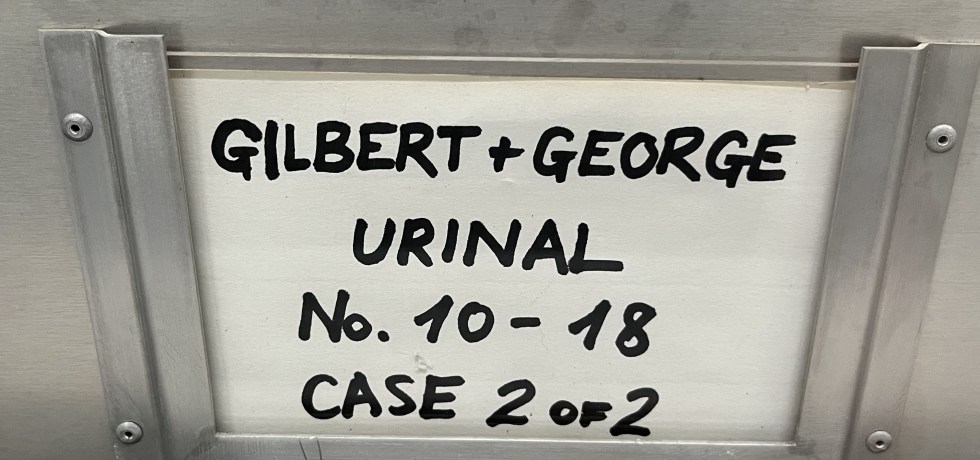 GILBERT + GEORGE
URINAL
No. 10 - 18
CASE 2 OF 2